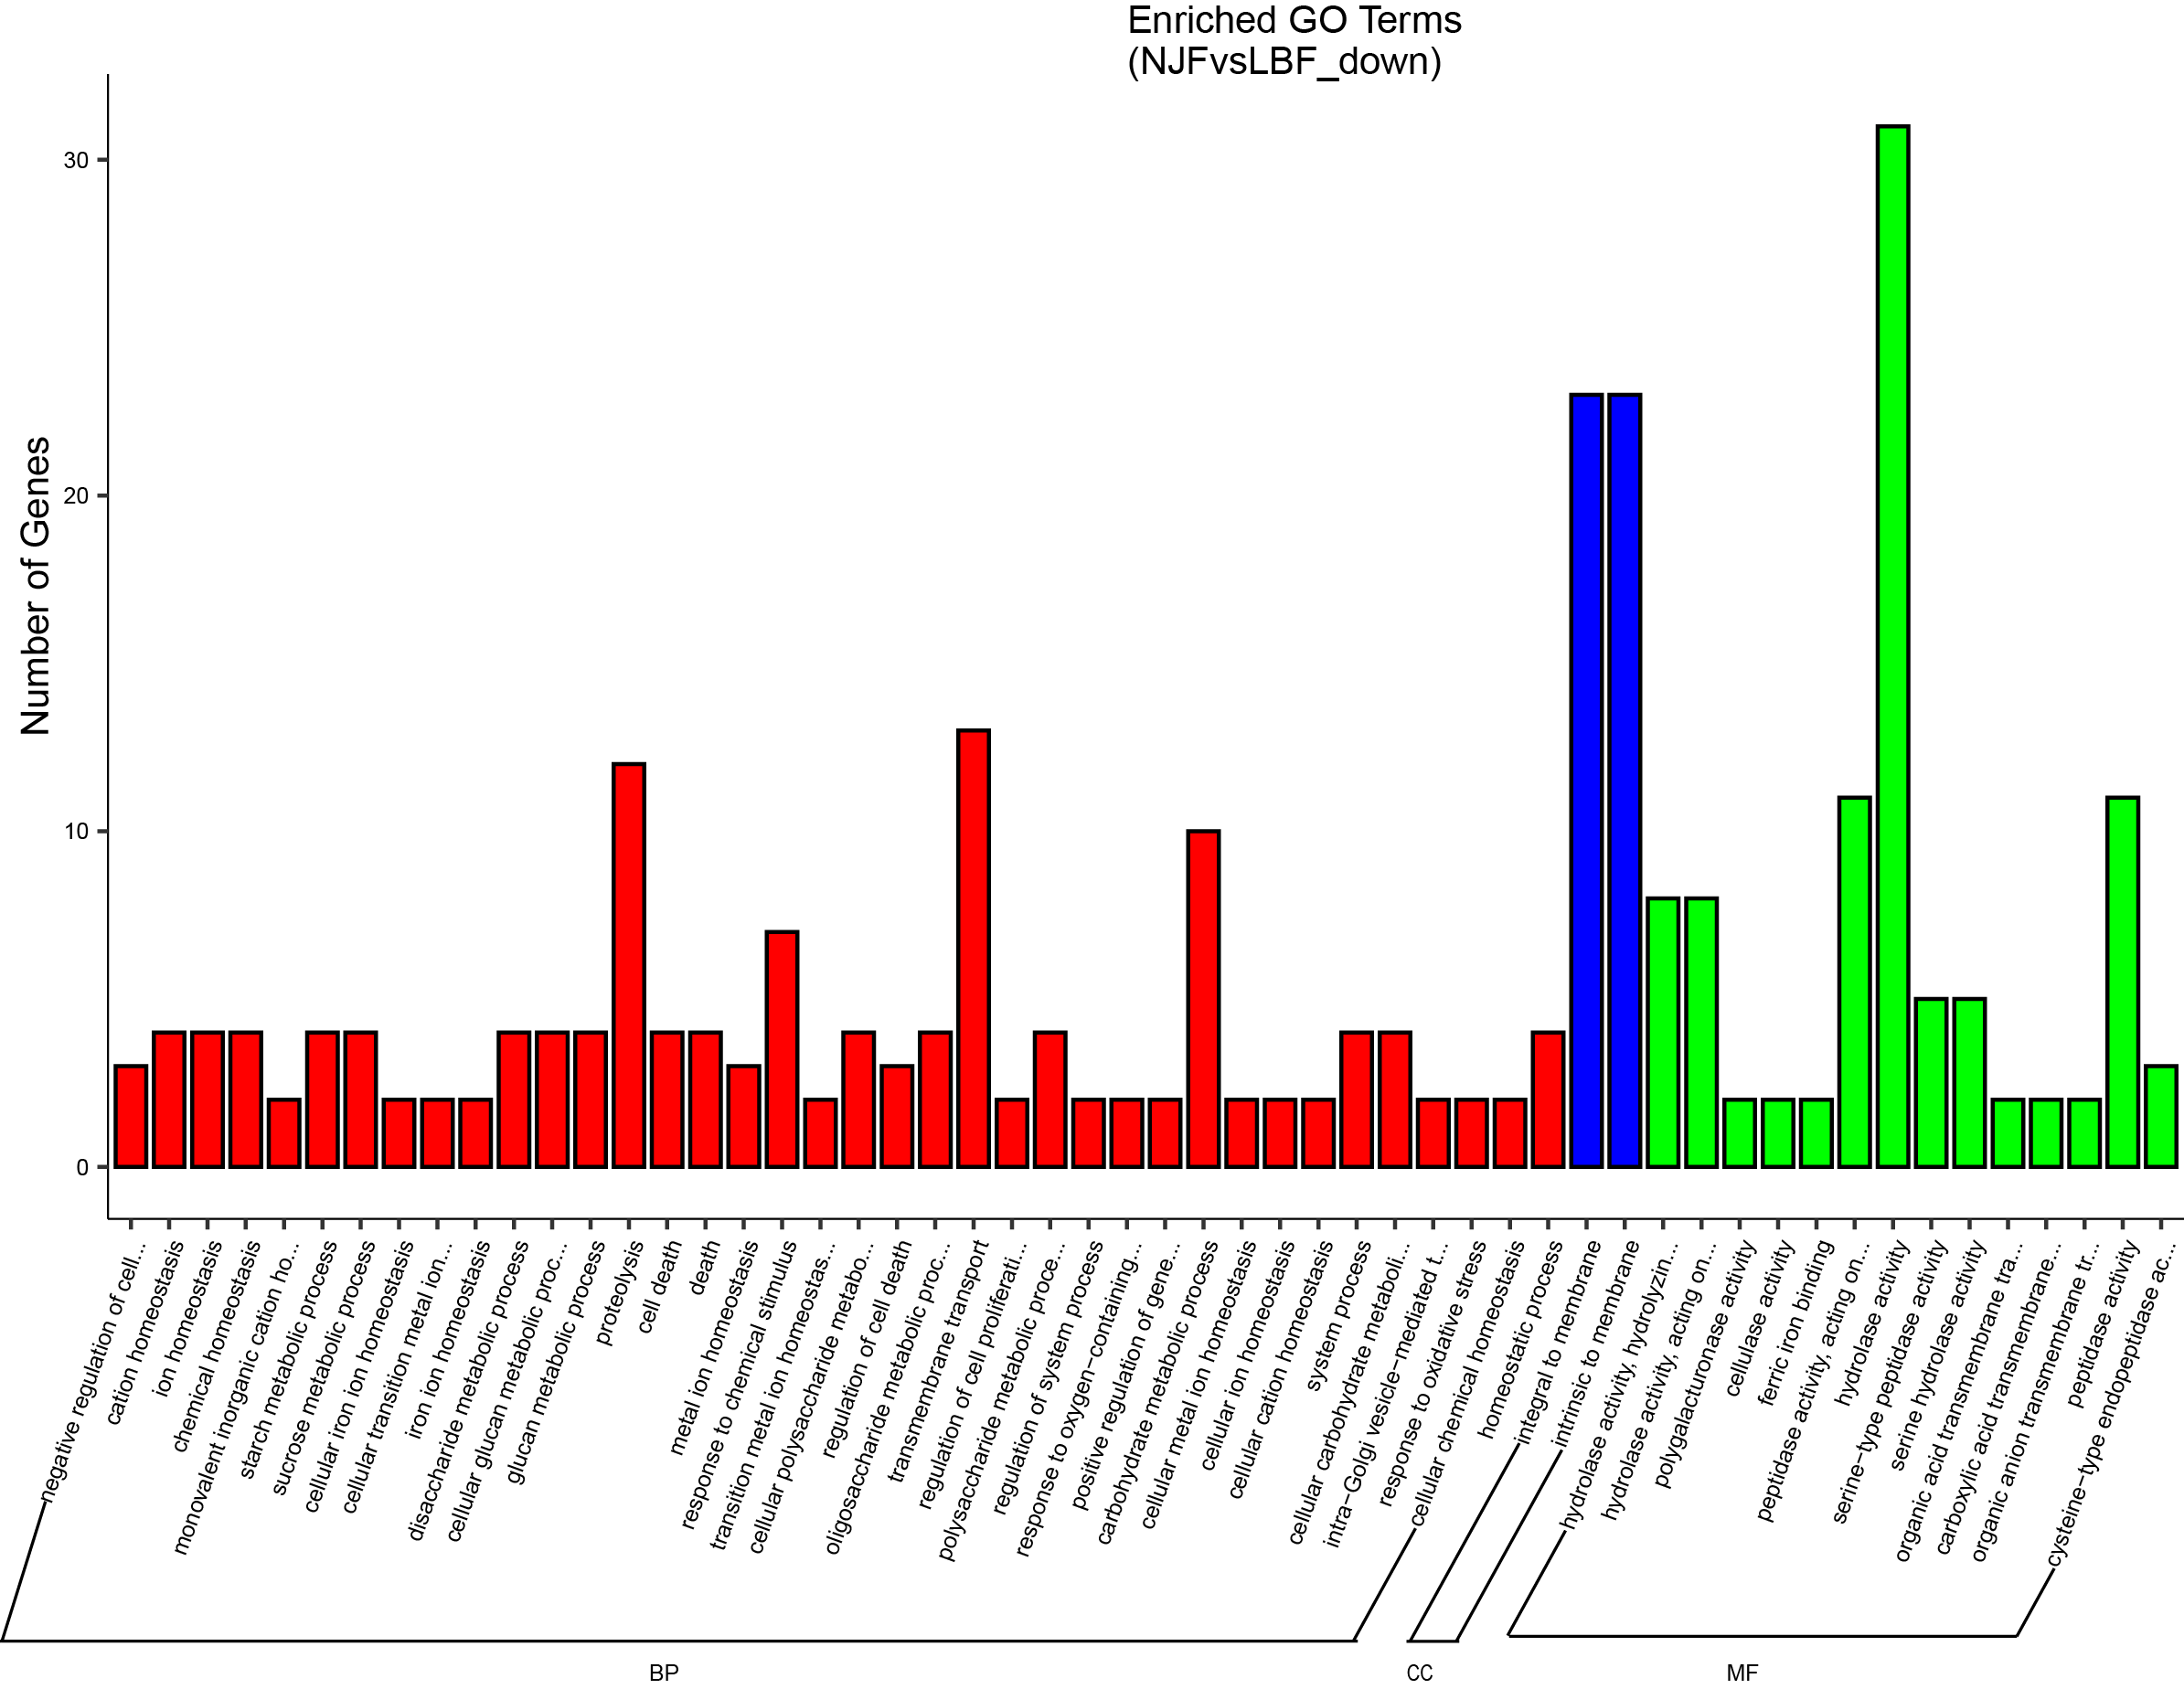 Enriched GO Terms
(NJFvsLBF_down)
Number of Genes
30
20
10
0
negative regulation of cell...
cation homeostasis
ion homeostasis
chemical homeostasis
monovalent inorganic cation ho...
starch metabolic process
sucrose metabolic process
cellular iron ion homeostasis
cellular transition metal ion...
iron ion homeostasis
disaccharide metabolic process
cellular glucan metabolic proc...
glucan metabolic process
proteolysis
cell death
death
metal ion homeostasis
response to chemical stimulus
transition metal ion homeostas...
cellular polysaccharide metabo...
regulation of cell death
oligosaccharide metabolic proc...
transmembrane transport
regulation of cell proliferati...
polysaccharide metabolic proce...
regulation of system process
response to oxygen−containing...
positive regulation of gene...
carbohydrate metabolic process
cellular metal ion homeostasis
cellular ion homeostasis
cellular cation homeostasis
system process
cellular carbohydrate metaboli...
intra−Golgi vesicle−mediated t...
response to oxidative stress
cellular chemical homeostasis
homeostatic process
integral to membrane
intrinsic to membrane
hydrolase activity, hydrolyzin...
hydrolase activity, acting on...
polygalacturonase activity
cellulase activity
ferric iron binding
peptidase activity, acting on...
hydrolase activity
serine−type peptidase activity
serine hydrolase activity
organic acid transmembrane tra...
carboxylic acid transmembrane...
organic anion transmembrane tr...
peptidase activity
cysteine−type endopeptidase ac...
BP
CC
MF